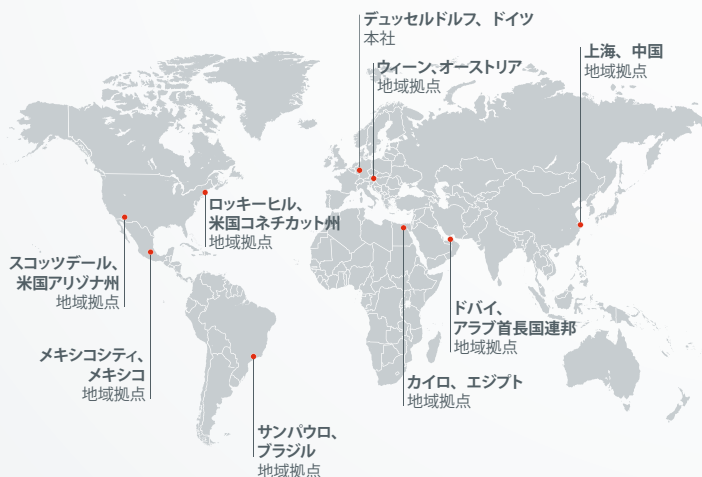 デュッセルドルフ、ドイツ
本社
ウィーン、オーストリア
地域拠点
上海、中国
地域拠点
ロッキーヒル、
米国コネチカット州
地域拠点
スコッツデール、
米国アリゾナ州
地域拠点
メキシコシティ、
メキシコ
地域拠点
ドバイ、
アラブ首長国連邦
地域拠点
カイロ、エジプト
地域拠点
サンパウロ、
ブラジル
地域拠点